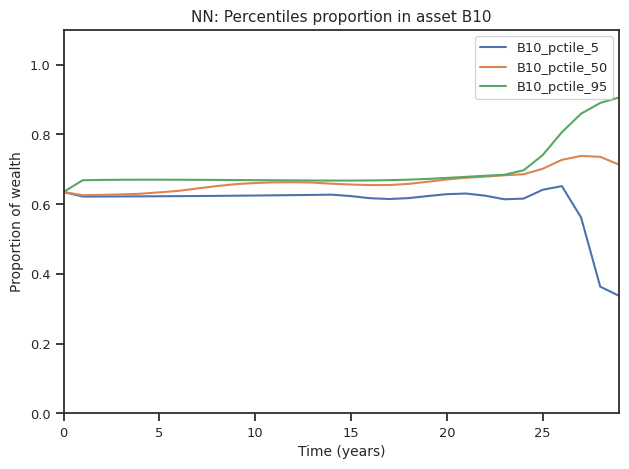 NN: Percentiles proportion in asset B10
B10_pctile_5
B10_pctile_50
B10_pctile_95
Proportion of wealth
1.0
0.8
0.6
0.4
0.2
0.0
0 5 10 15 20 25
Time (years)